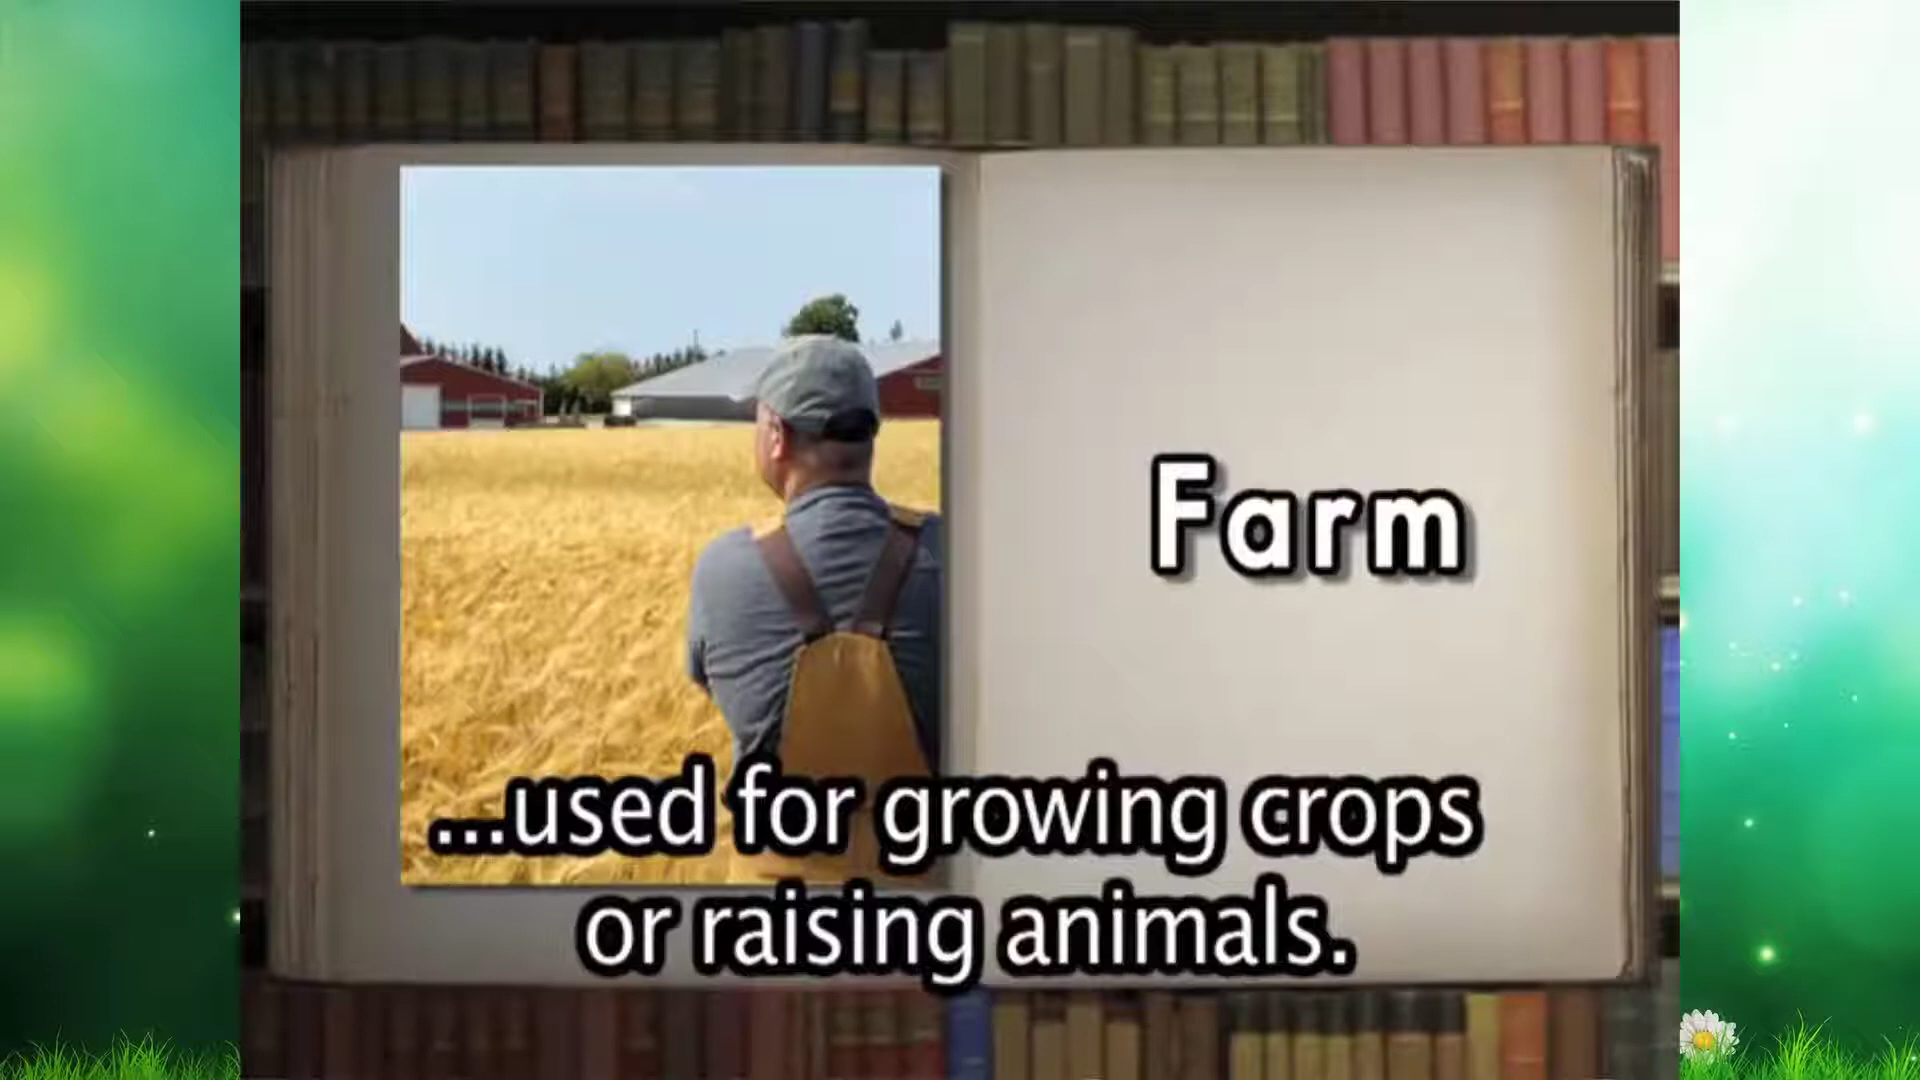 Farm
...used for growing crops
or raising animals.